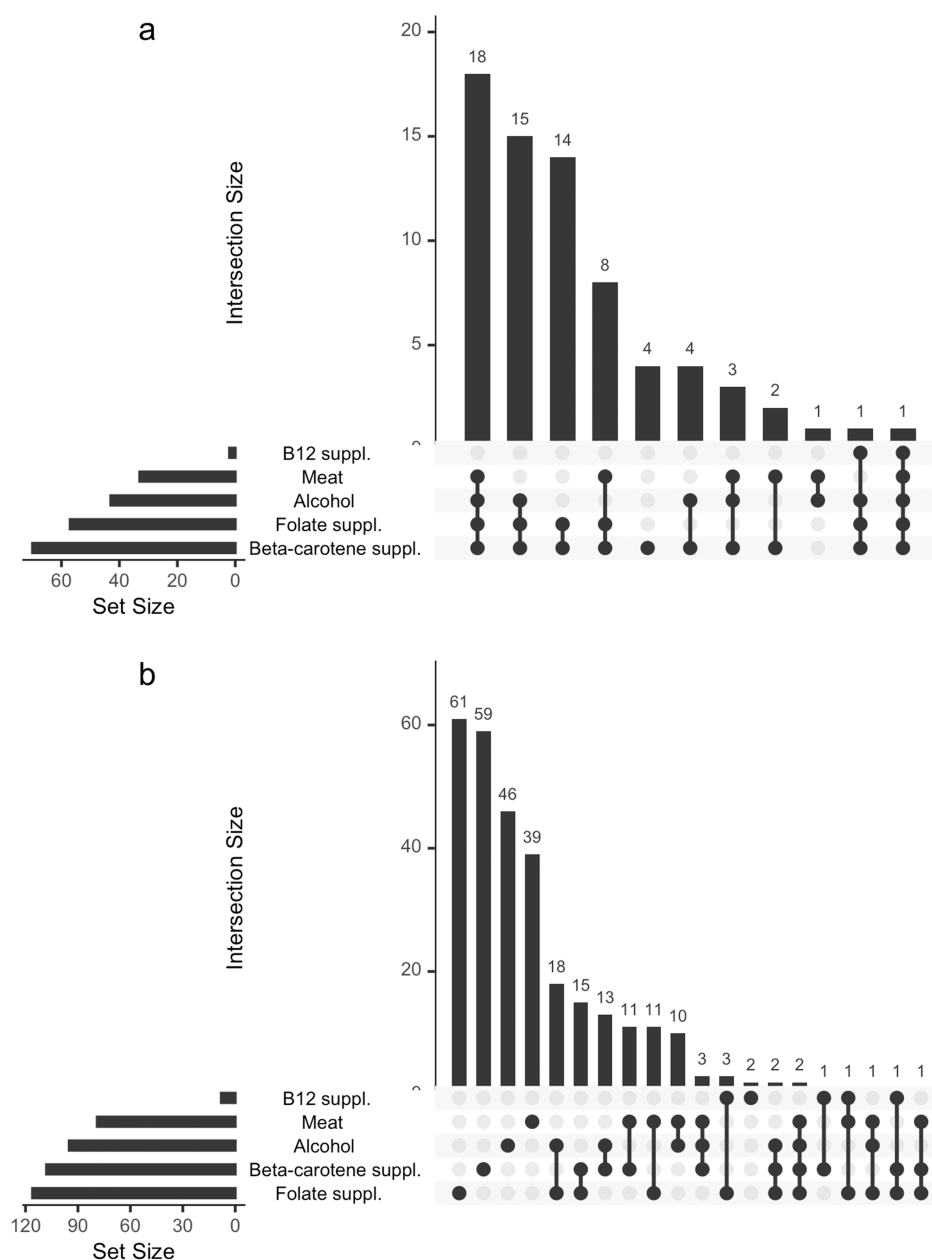 a
20
15
10
5
0
Intersection Size
18 15 14 8 4 4 3 2 1 1 1
B12 suppl.
Meat
Alcohol
Folate suppl.
Beta-carotene suppl.
60 40 20 0
Set Size
b
60
40
20
0
Intersection Size
61 59 46 39 18 15 13 11 11 10 3 3 2 2 2 1 1 1 1 1
B12 suppl.
Meat
Alcohol
Beta-carotene suppl.
Folate suppl.
120 90 60 30 0
Set Size